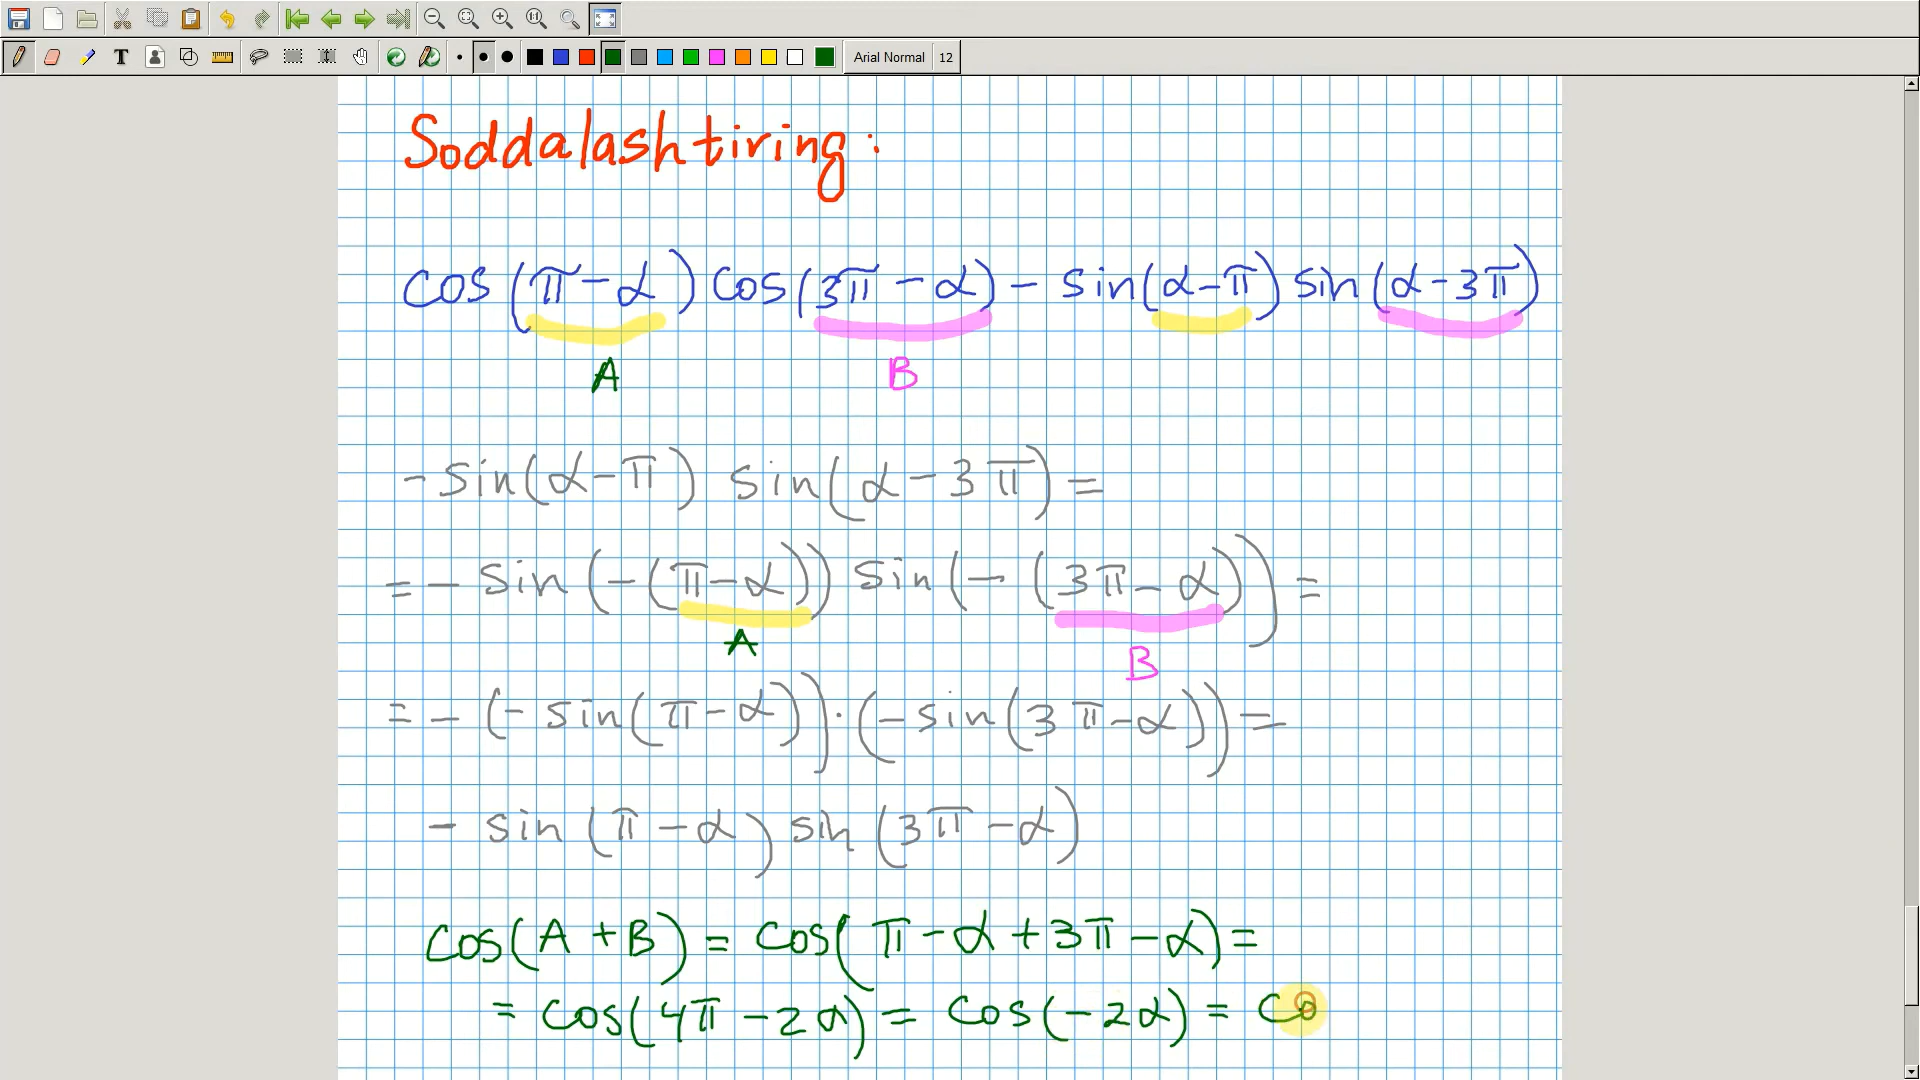 Arial Normal 12
Soddalashtiring:
cos(π-α)cos(3π-α)-sin(α-π)sin(α-3π)
A B
-sin(α-π) sin(α-3π)=
=-sin(-(π-α))sin(-(3π-α))=
A B
=-(-sin(π-α))·(-sin(3π-α))=
-sin(π-α)sin(3π-α)
cos(A+B)=cos(π-α+3π-α)=
=cos(4π-2α)=cos(-2α)=co